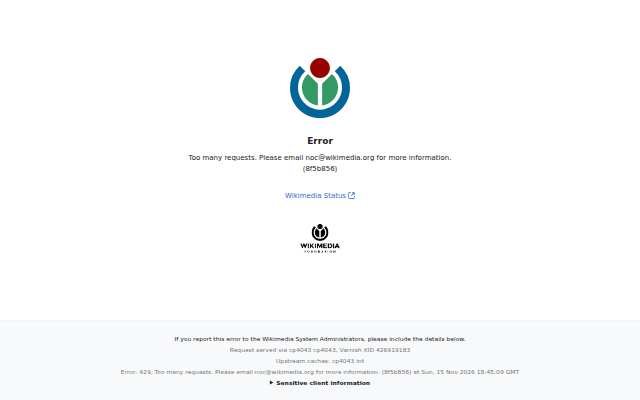 Error
Too many requests. Please email noc@wikimedia.org for more information.
(8f5b856)
Wikimedia Status
WIKIMEDIA
FOUNDATION
If you report this error to the Wikimedia System Administrators, please include the details below.
Request served via cp4043 cp4043, Varnish XID 426919183
Upstream caches: cp4043 int
Error: 429, Too many requests. Please email noc@wikimedia.org for more information. (8f5b856) at Sun, 15 Nov 2026 18:45:09 GMT
Sensitive client information